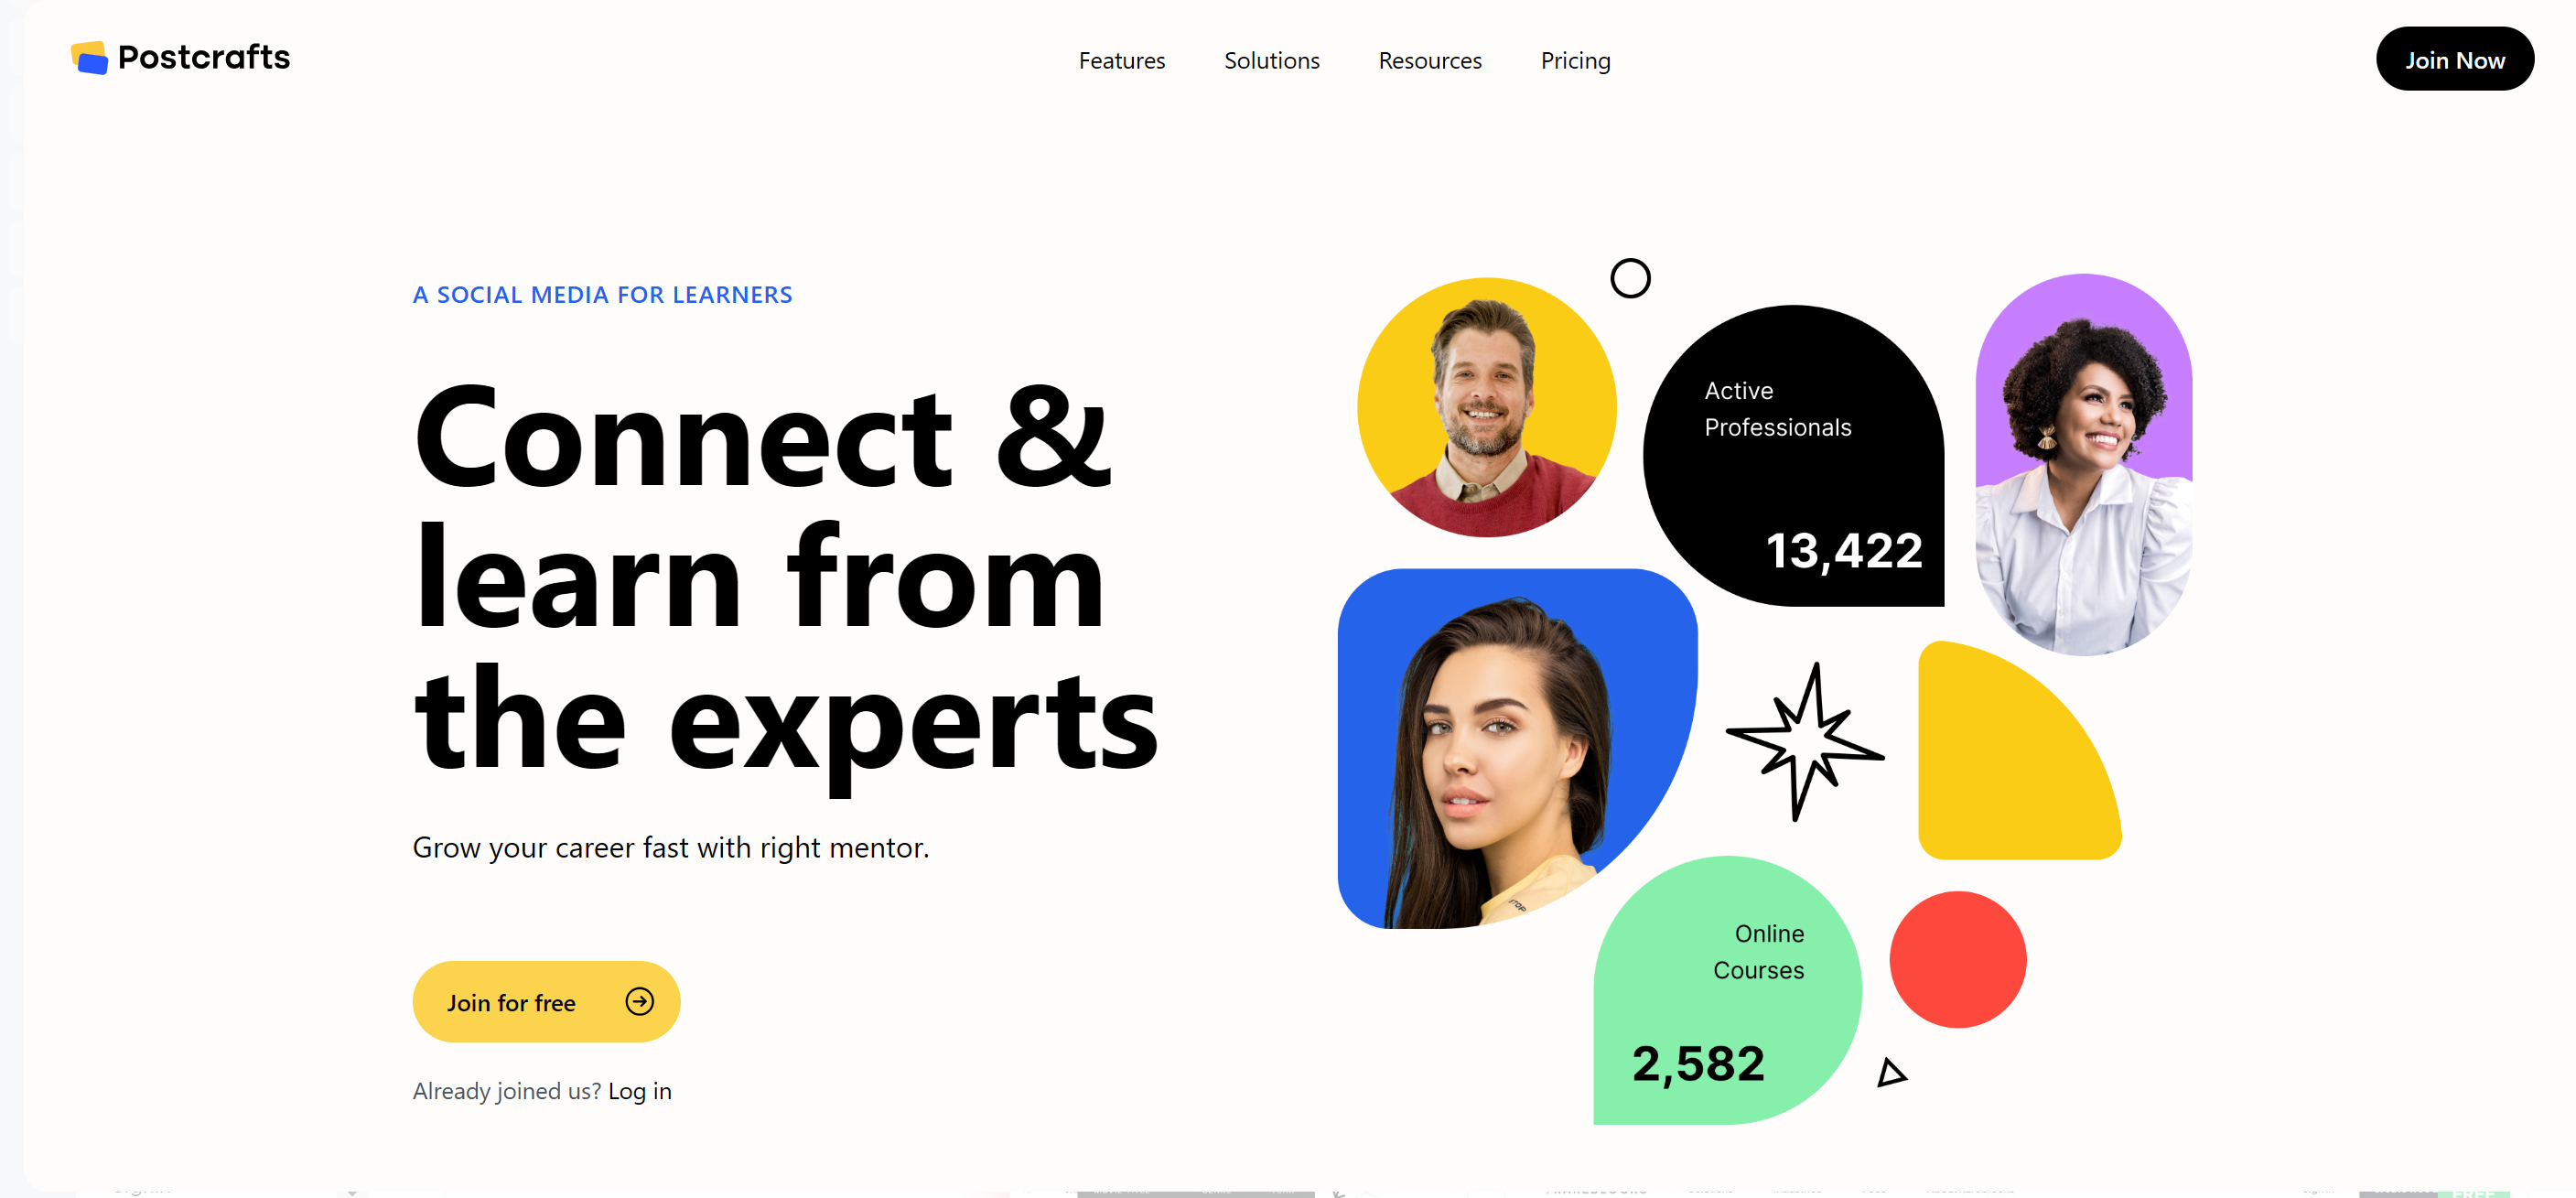 Postcrafts
Features
Solutions
Resources
Pricing
Join Now
A SOCIAL MEDIA FOR LEARNERS
Connect &
learn from
the experts
Grow your career fast with right mentor.
Join for free
Already joined us? Log in
Active
Professionals
13,422
Online
Courses
2,582